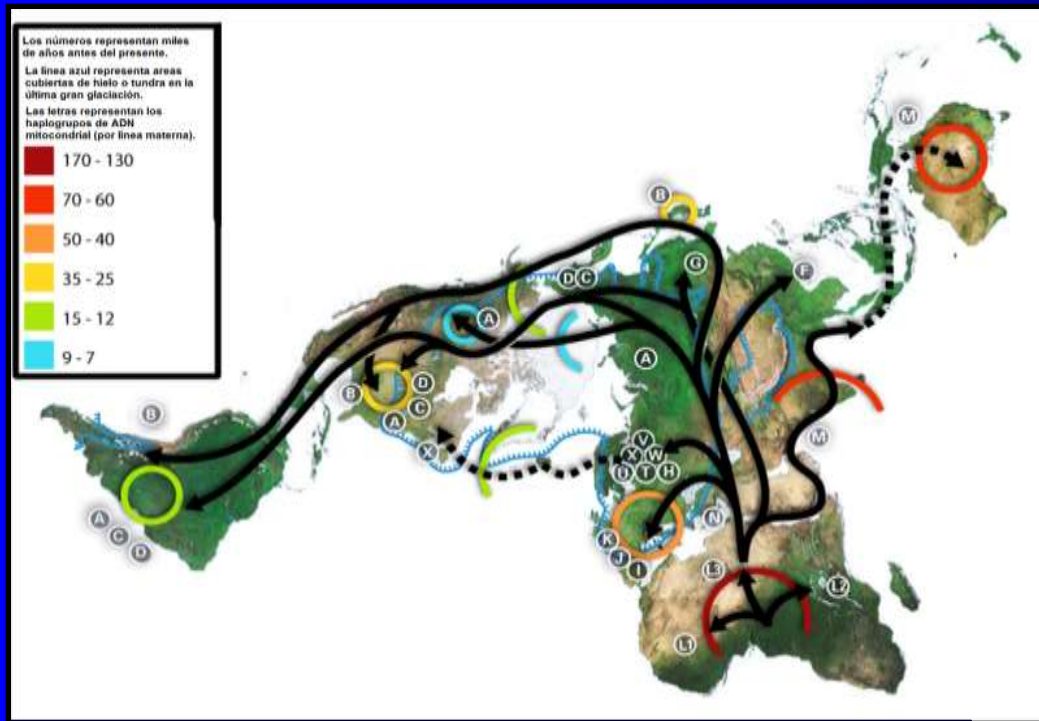 Los números representan miles
de años antes del presente.
La linea azul representa areas
cubiertas de hielo o tundra en la
última gran glaciación.
Las letras representan los
haplogrupos de ADN
mitocondrial (por linea materna).
170 - 130
70 - 60
50 - 40
35 - 25
15 - 12
9 - 7
M
B
G
F
D C
A
A
B
D
C
A
X
B
A
C
D
V
X W
U T H
M
N
K
J
I
L3
L2
L1